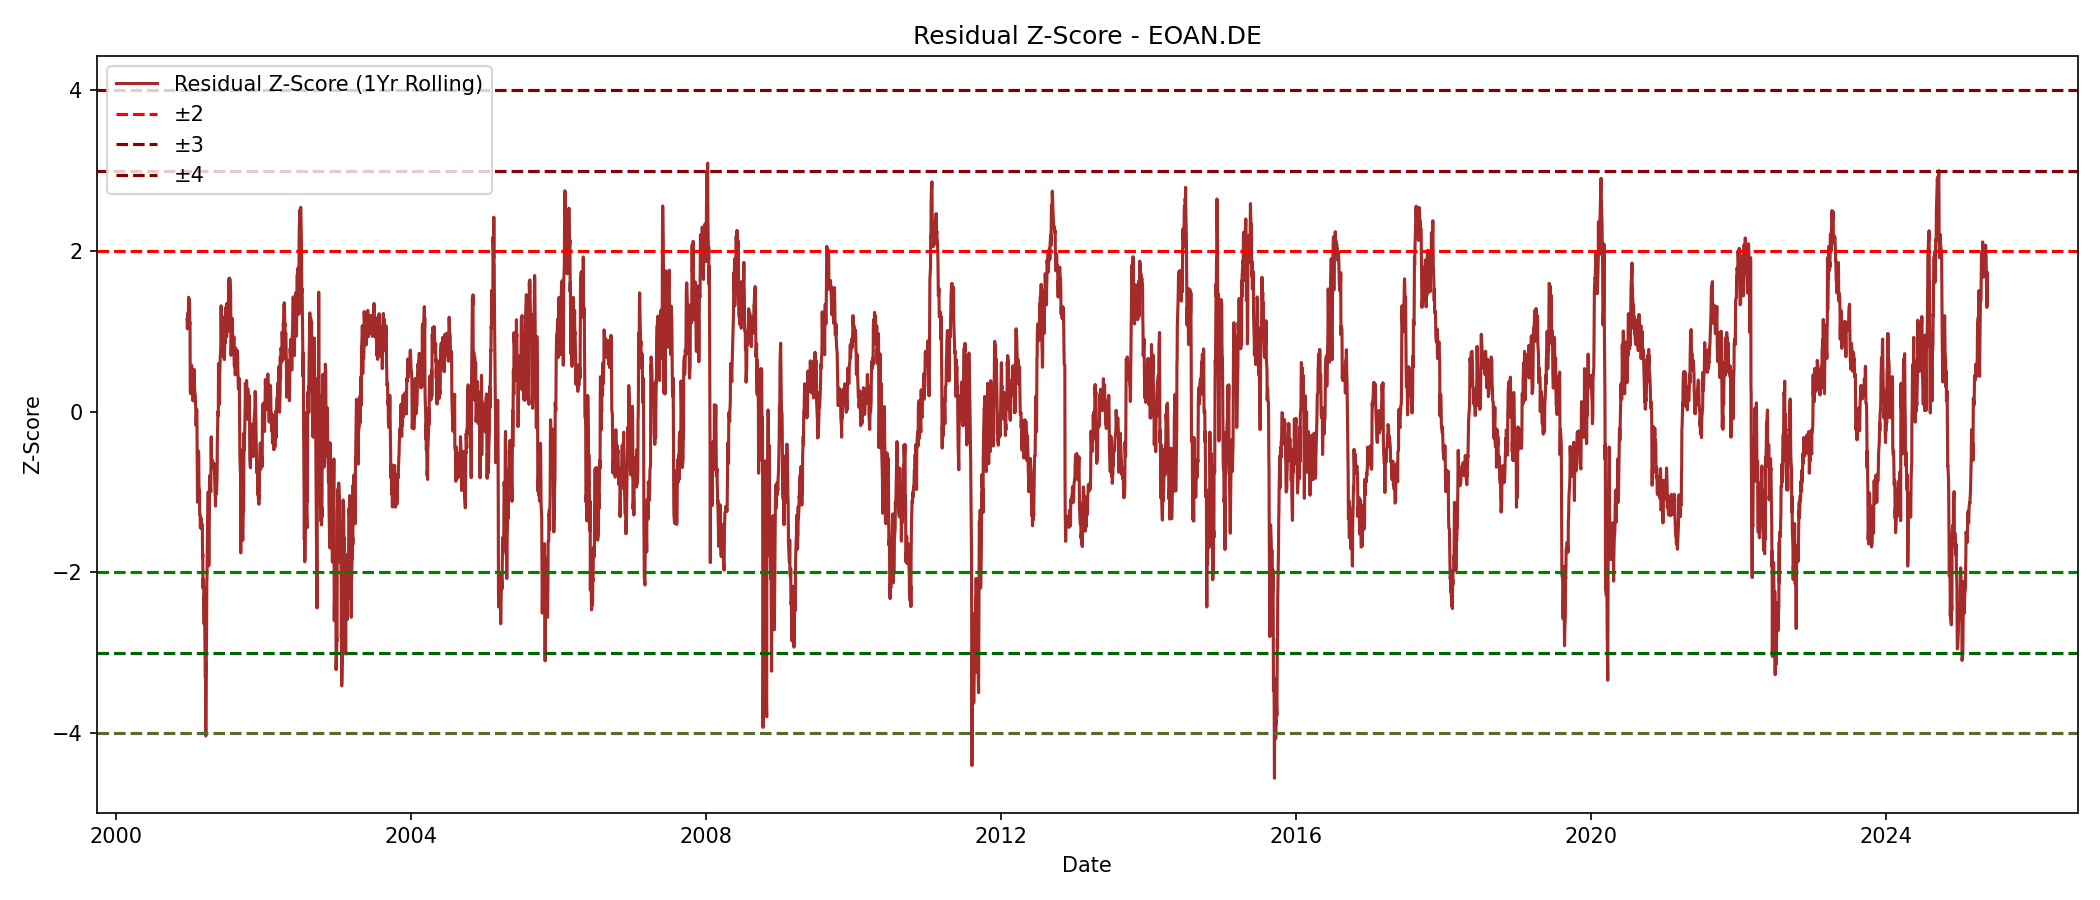 Residual Z-Score - EOAN.DE
Residual Z-Score (1Yr Rolling)
±2
±3
±4
4
2
0
−2
−4
Z-Score
2000 2004 2008 2012 2016 2020 2024
Date